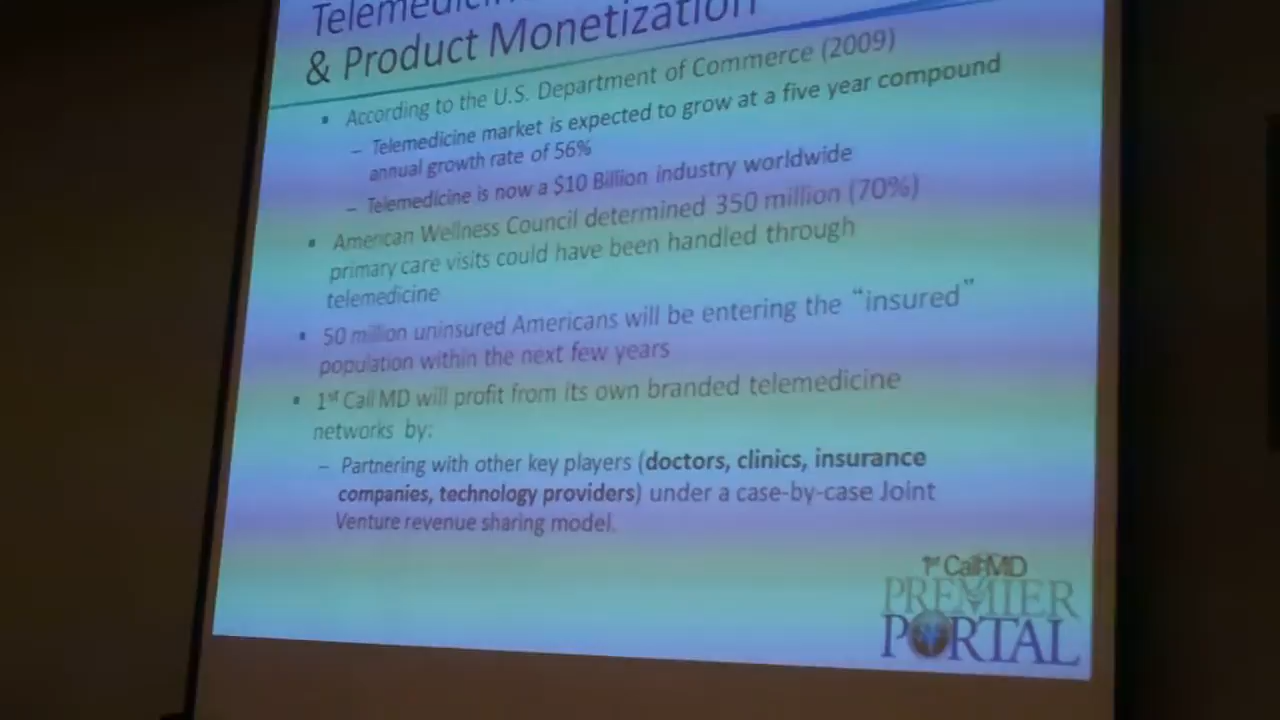 & Product Monetization
▪ According to the U.S. Department of Commerce (2009)
– Telemedicine market is expected to grow at a five year compound
annual growth rate of 56%
– Telemedicine is now a $10 Billion industry worldwide
▪ American Wellness Council determined 350 million (70%)
primary care visits could have been handled through
telemedicine
▪ 50 million uninsured Americans will be entering the “insured”
population within the next few years
▪ 1st Call MD will profit from its own branded telemedicine
networks by:
– Partnering with other key players (doctors, clinics, insurance
companies, technology providers) under a case-by-case Joint
Venture revenue sharing model.
1st Call MD
PREMIER
PORTAL